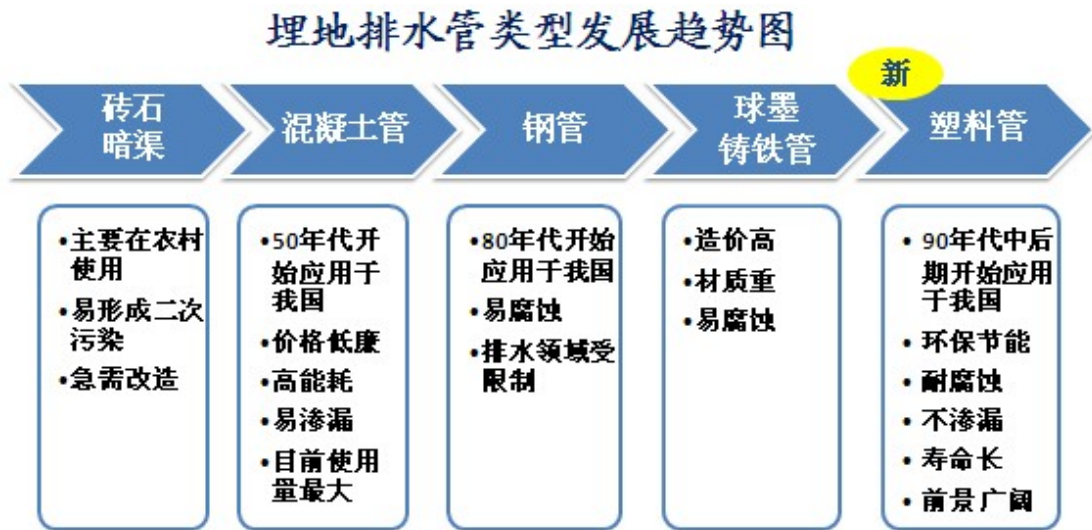 埋地排水管类型发展趋势图
新
砖石
暗渠
混凝土管
钢管
球墨
铸铁管
塑料管
•主要在农村
使用
•易形成二次
污染
•急需改造
•50年代开
始应用于
我国
•价格低廉
•高能耗
•易渗漏
•目前使用
量最大
•80年代开始
应用于我国
•易腐蚀
•排水领域受
限制
•造价高
•材质重
•易腐蚀
• 90年代中后
期开始应用
于我国
• 环保节能
• 耐腐蚀
• 不渗漏
• 寿命长
• 前景广阔